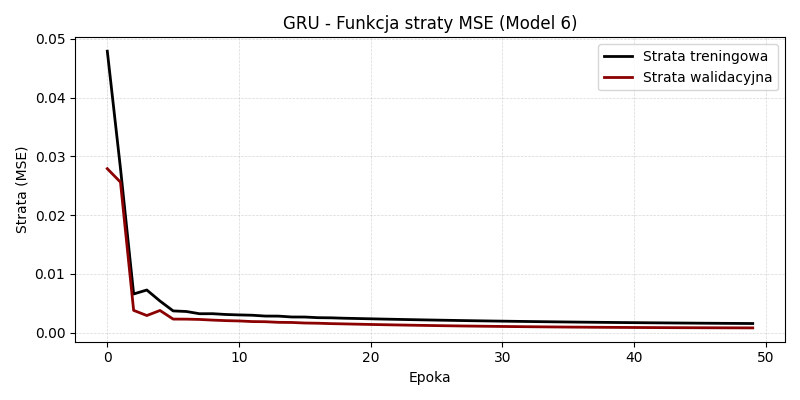 GRU - Funkcja straty MSE (Model 6)
Strata treningowa
Strata walidacyjna
Strata (MSE)
0.05
0.04
0.03
0.02
0.01
0.00
0 10 20 30 40 50
Epoka